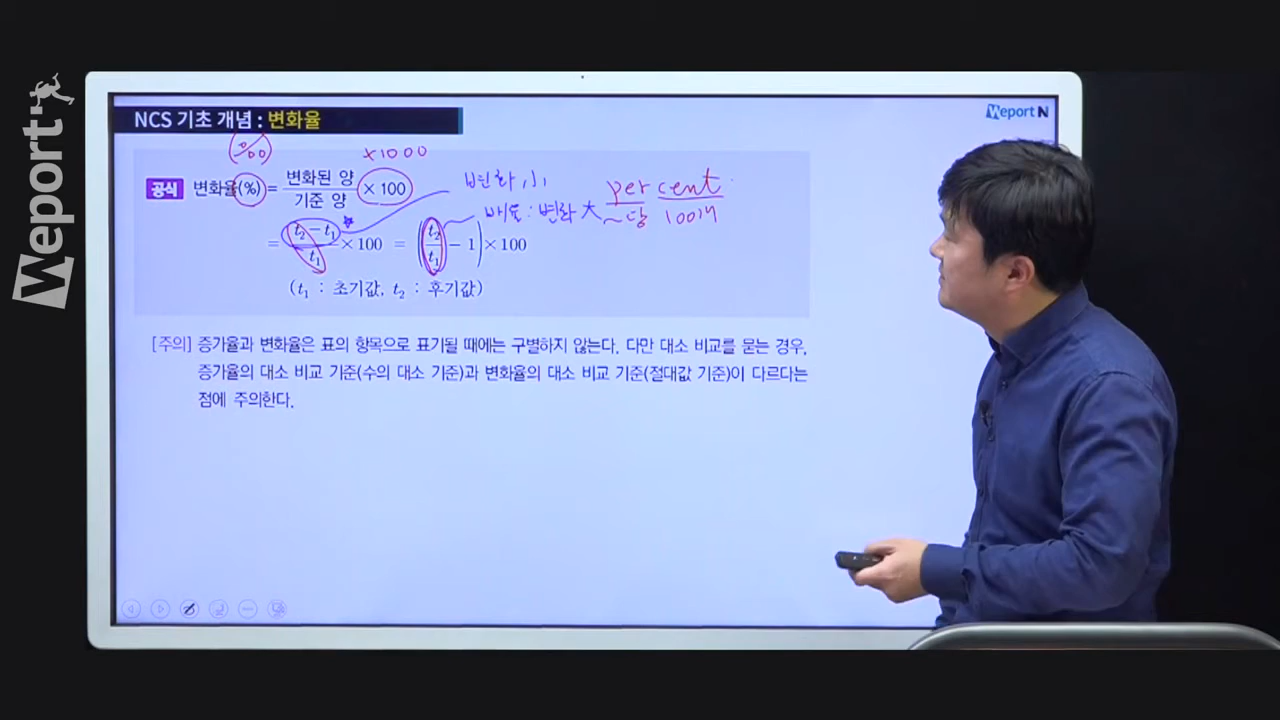 Weport
NCS 기초 개념 : 변화율
Weport N
‰
×1000
공식 변화율(%) = 변화된 양 / 기준 양 × 100
변화 小
per cent
배도 : 변화 大
~당 100개
= t₂ − t₁ / t₁ × 100 = (t₂ / t₁ − 1) × 100
(t₁ : 초기값, t₂ : 후기값)
[주의] 증가율과 변화율은 표의 항목으로 표기될 때에는 구별하지 않는다. 다만 대소 비교를 묻는 경우,
증가율의 대소 비교 기준(수의 대소 기준)과 변화율의 대소 비교 기준(절대값 기준)이 다르다는
점에 주의한다.